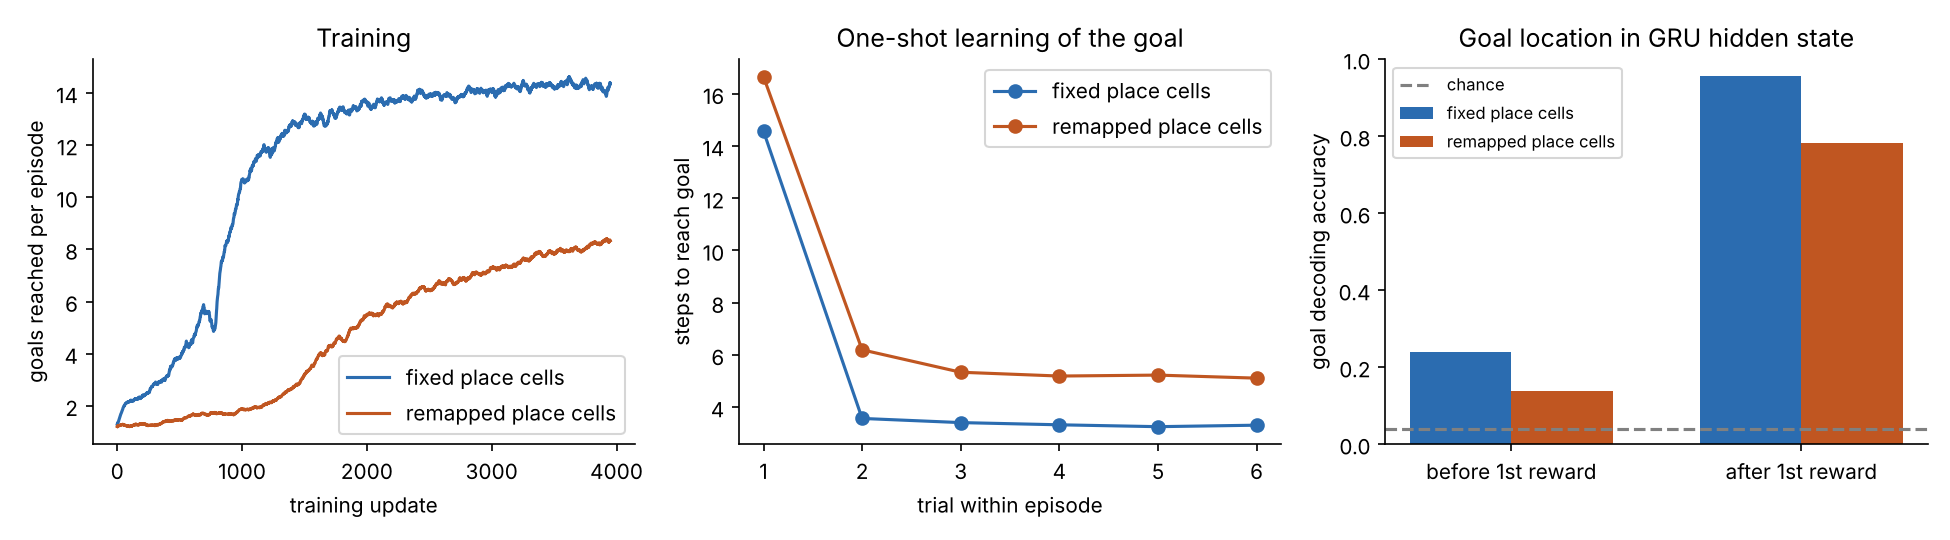 Training
goals reached per episode
14
12
10
8
6
4
2
fixed place cells
remapped place cells
0 1000 2000 3000 4000
training update
One-shot learning of the goal
steps to reach goal
16
14
12
10
8
6
4
fixed place cells
remapped place cells
1 2 3 4 5 6
trial within episode
Goal location in GRU hidden state
goal decoding accuracy
1.0
0.8
0.6
0.4
0.2
0.0
chance
fixed place cells
remapped place cells
before 1st reward after 1st reward